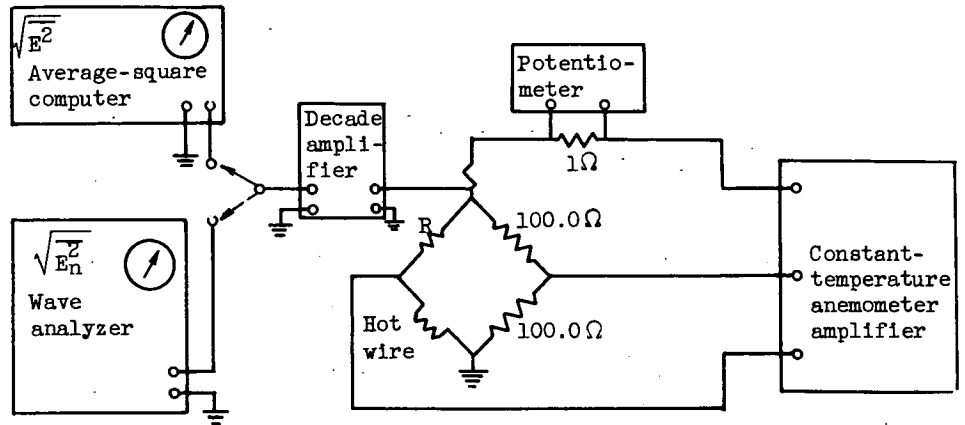 √E²
Average-square
computer
Decade
ampli-
fier
Potentio-
meter
1Ω
R
100.0Ω
100.0Ω
Hot
wire
√Eₙ²
Wave
analyzer
Constant-
temperature
anemometer
amplifier